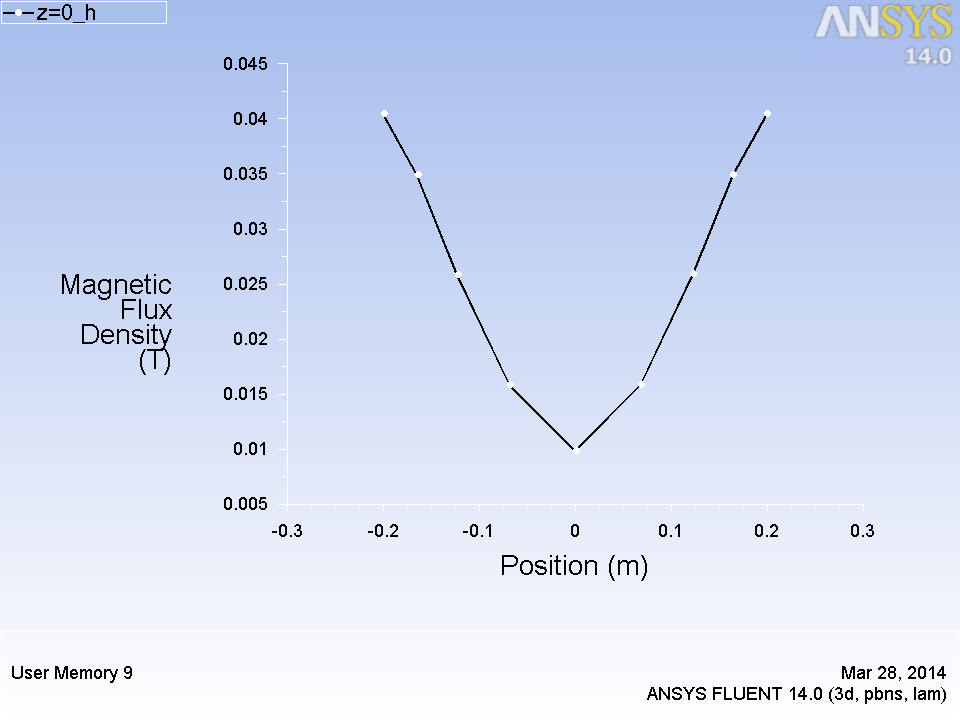 z=0_h
ANSYS
14.0
0.045
0.04
0.035
0.03
0.025
0.02
0.015
0.01
0.005
Magnetic
Flux
Density
(T)
-0.3 -0.2 -0.1 0 0.1 0.2 0.3
Position (m)
User Memory 9
Mar 28, 2014
ANSYS FLUENT 14.0 (3d, pbns, lam)